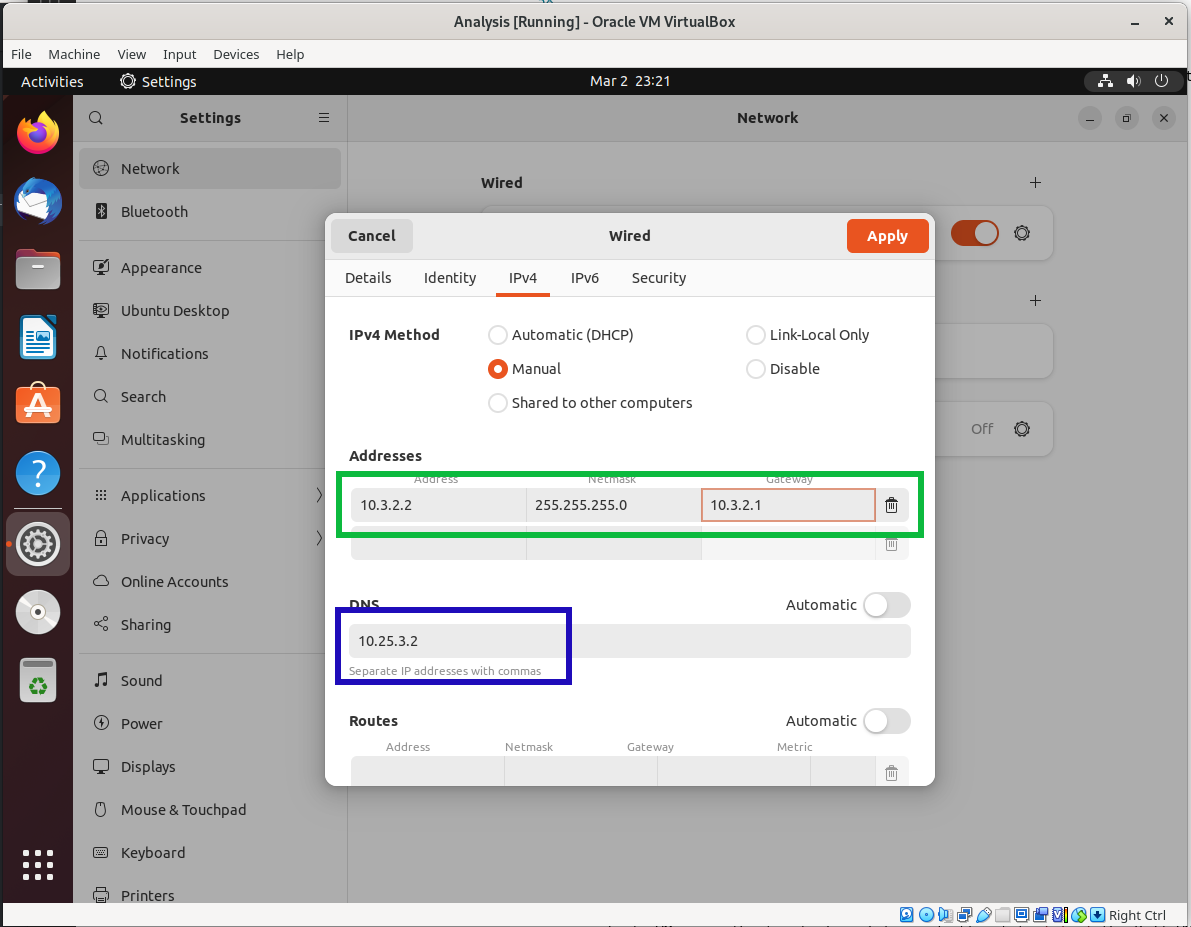 Analysis [Running] - Oracle VM VirtualBox
File Machine View Input Devices Help
Activities Settings Mar 2 23:21
Settings
Network
Network
Bluetooth
Appearance
Ubuntu Desktop
Notifications
Search
Multitasking
Applications
Privacy
Online Accounts
Sharing
Sound
Power
Displays
Mouse & Touchpad
Keyboard
Printers
Wired
Off
Cancel Wired Apply
Details Identity IPv4 IPv6 Security
IPv4 Method Automatic (DHCP) Link-Local Only
Manual Disable
Shared to other computers
Addresses
Address Netmask Gateway
10.3.2.2 255.255.255.0 10.3.2.1
DNS Automatic
10.25.3.2
Separate IP addresses with commas
Routes Automatic
Address Netmask Gateway Metric
Right Ctrl